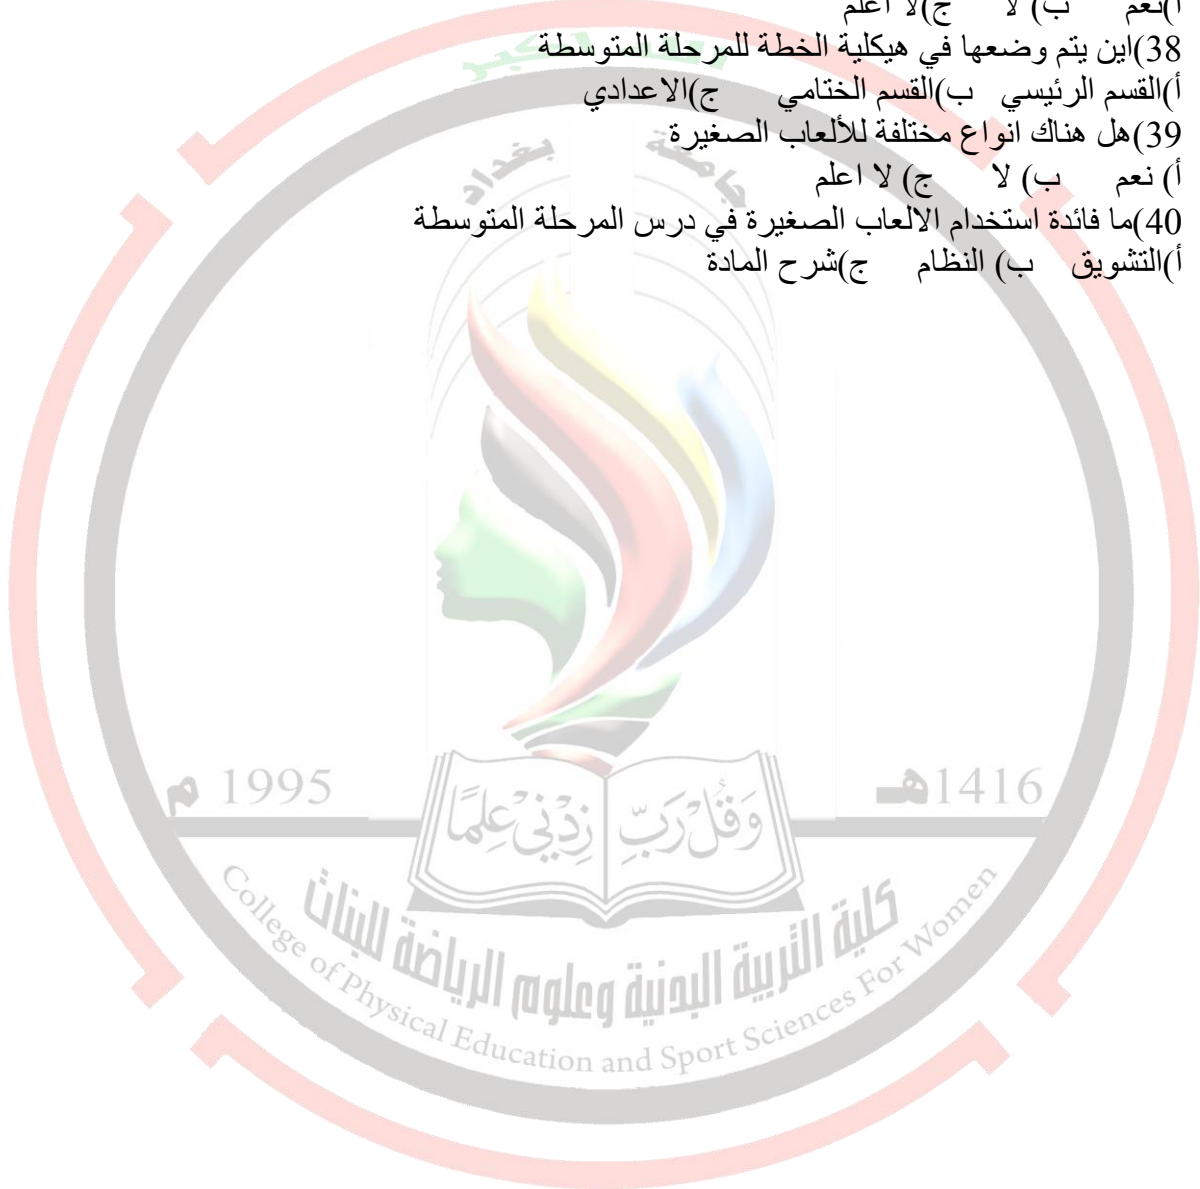 أ)نعم ب) لا ج)لا اعلم
38)اين يتم وضعها في هيكلية الخطة للمرحلة المتوسطة
أ)القسم الرئيسي ب)القسم الختامي ج)الاعدادي
39)هل هناك انواع مختلفة للألعاب الصغيرة
أ) نعم ب) لا ج) لا اعلم
40)ما فائدة استخدام الالعاب الصغيرة في درس المرحلة المتوسطة
أ)التشويق ب) النظام ج)شرح المادة
جامعة بغداد
1416هـ
1995 م
وَقُلْ رَبِّ زِدْنِي عِلْمًا
كلية التربية البدنية وعلوم الرياضة للبنات
College of Physical Education and Sport Sciences For Women